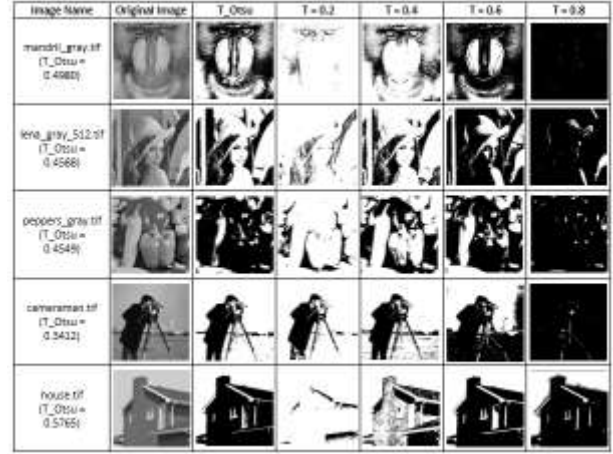 Image Name Original Image T_Otsu T = 0.2 T = 0.4 T = 0.6 T = 0.8
mandril_gray.tif
(T_Otsu =
0.4980)
lena_gray_512.tif
(T_Otsu =
0.4568)
peppers_gray.tif
(T_Otsu =
0.4549)
cameraman.tif
(T_Otsu =
0.3412)
house.tif
(T_Otsu =
0.5765)